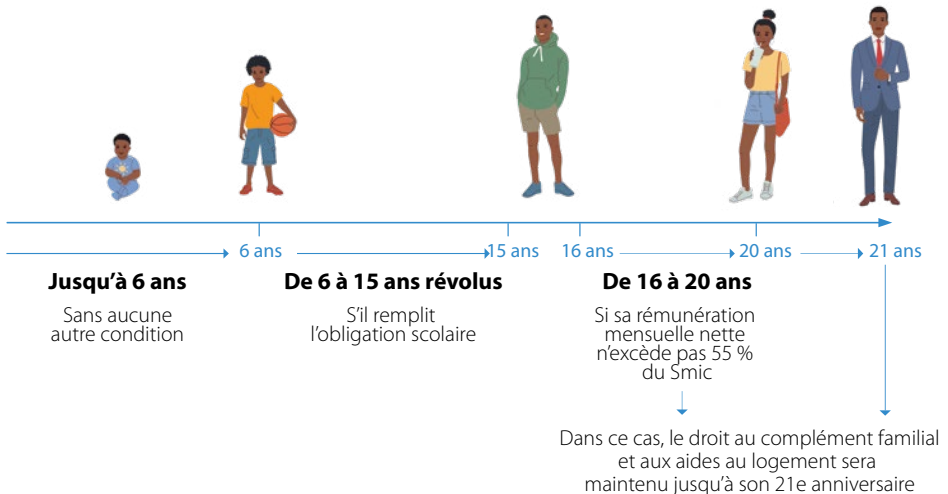 6 ans
15 ans
16 ans
20 ans
21 ans
Jusqu'à 6 ans
Sans aucune
autre condition
De 6 à 15 ans révolus
S'il remplit
l'obligation scolaire
De 16 à 20 ans
Si sa rémunération
mensuelle nette
n'excède pas 55 %
du Smic
Dans ce cas, le droit au complément familial
et aux aides au logement sera
maintenu jusqu'à son 21e anniversaire